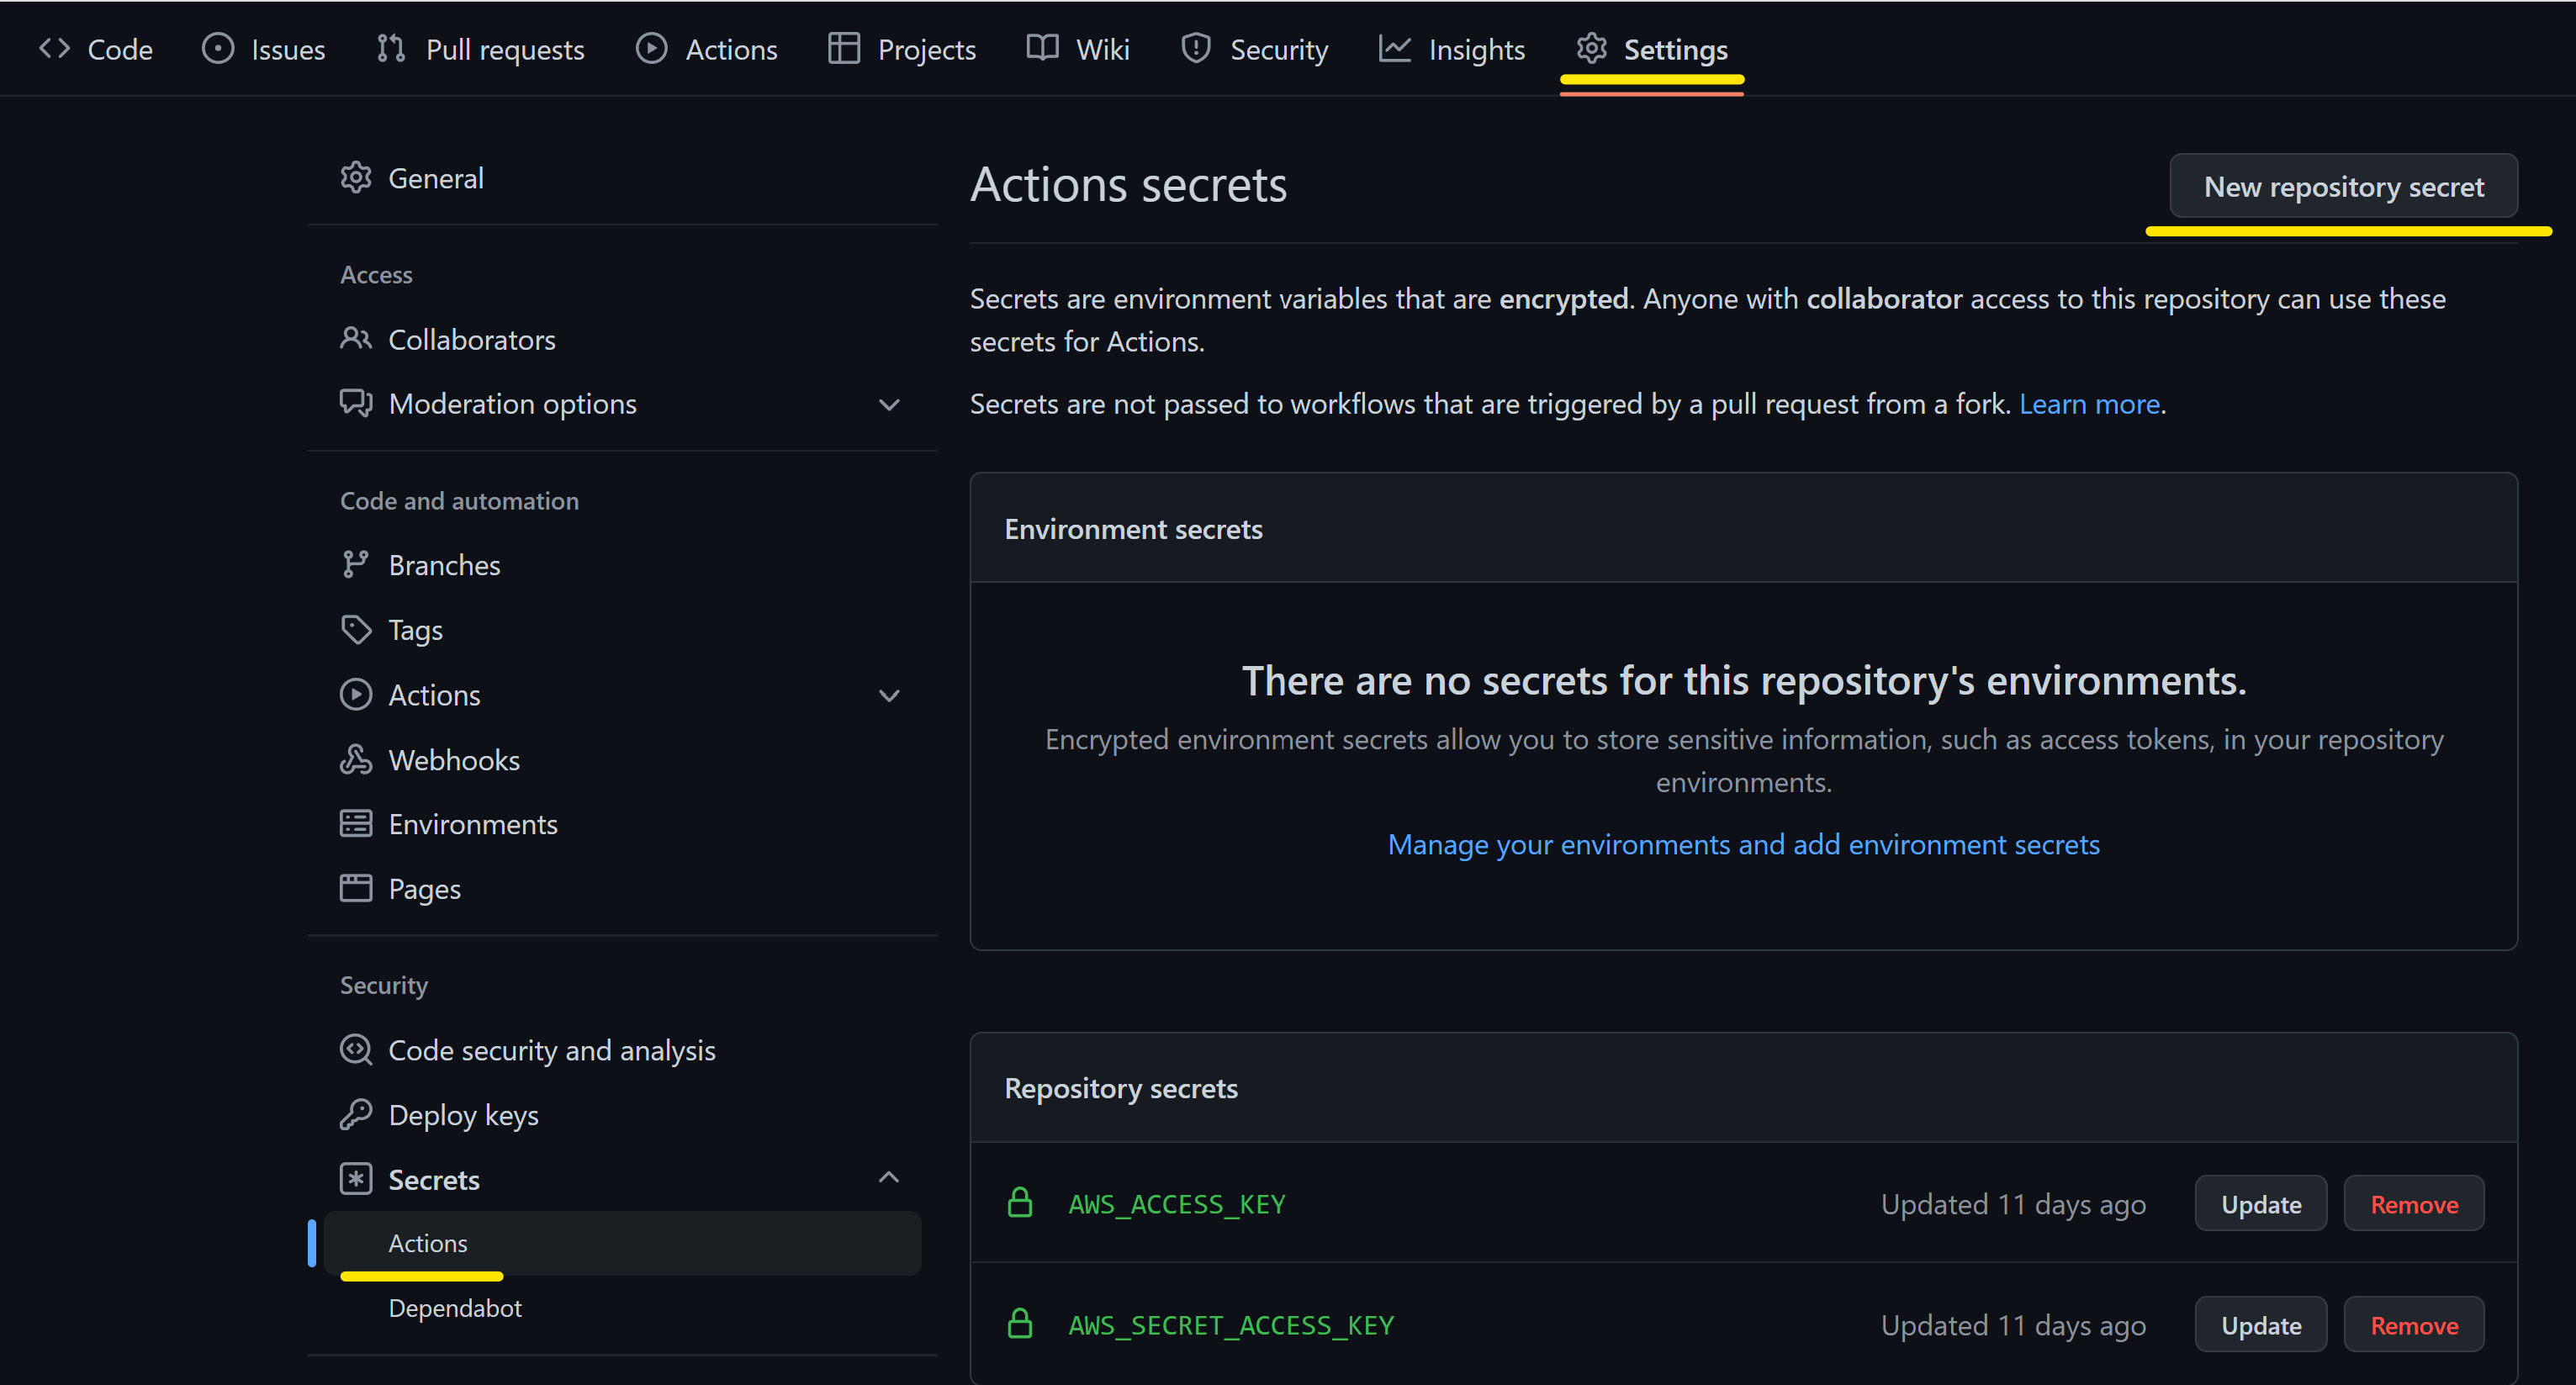 Code Issues Pull requests Actions Projects Wiki Security Insights Settings
General
Access
Collaborators
Moderation options
Code and automation
Branches
Tags
Actions
Webhooks
Environments
Pages
Security
Code security and analysis
Deploy keys
Secrets
Actions
Dependabot
Actions secrets
New repository secret
Secrets are environment variables that are encrypted. Anyone with collaborator access to this repository can use these
secrets for Actions.
Secrets are not passed to workflows that are triggered by a pull request from a fork. Learn more.
Environment secrets
There are no secrets for this repository's environments.
Encrypted environment secrets allow you to store sensitive information, such as access tokens, in your repository
environments.
Manage your environments and add environment secrets
Repository secrets
AWS_ACCESS_KEY Updated 11 days ago Update Remove
AWS_SECRET_ACCESS_KEY Updated 11 days ago Update Remove